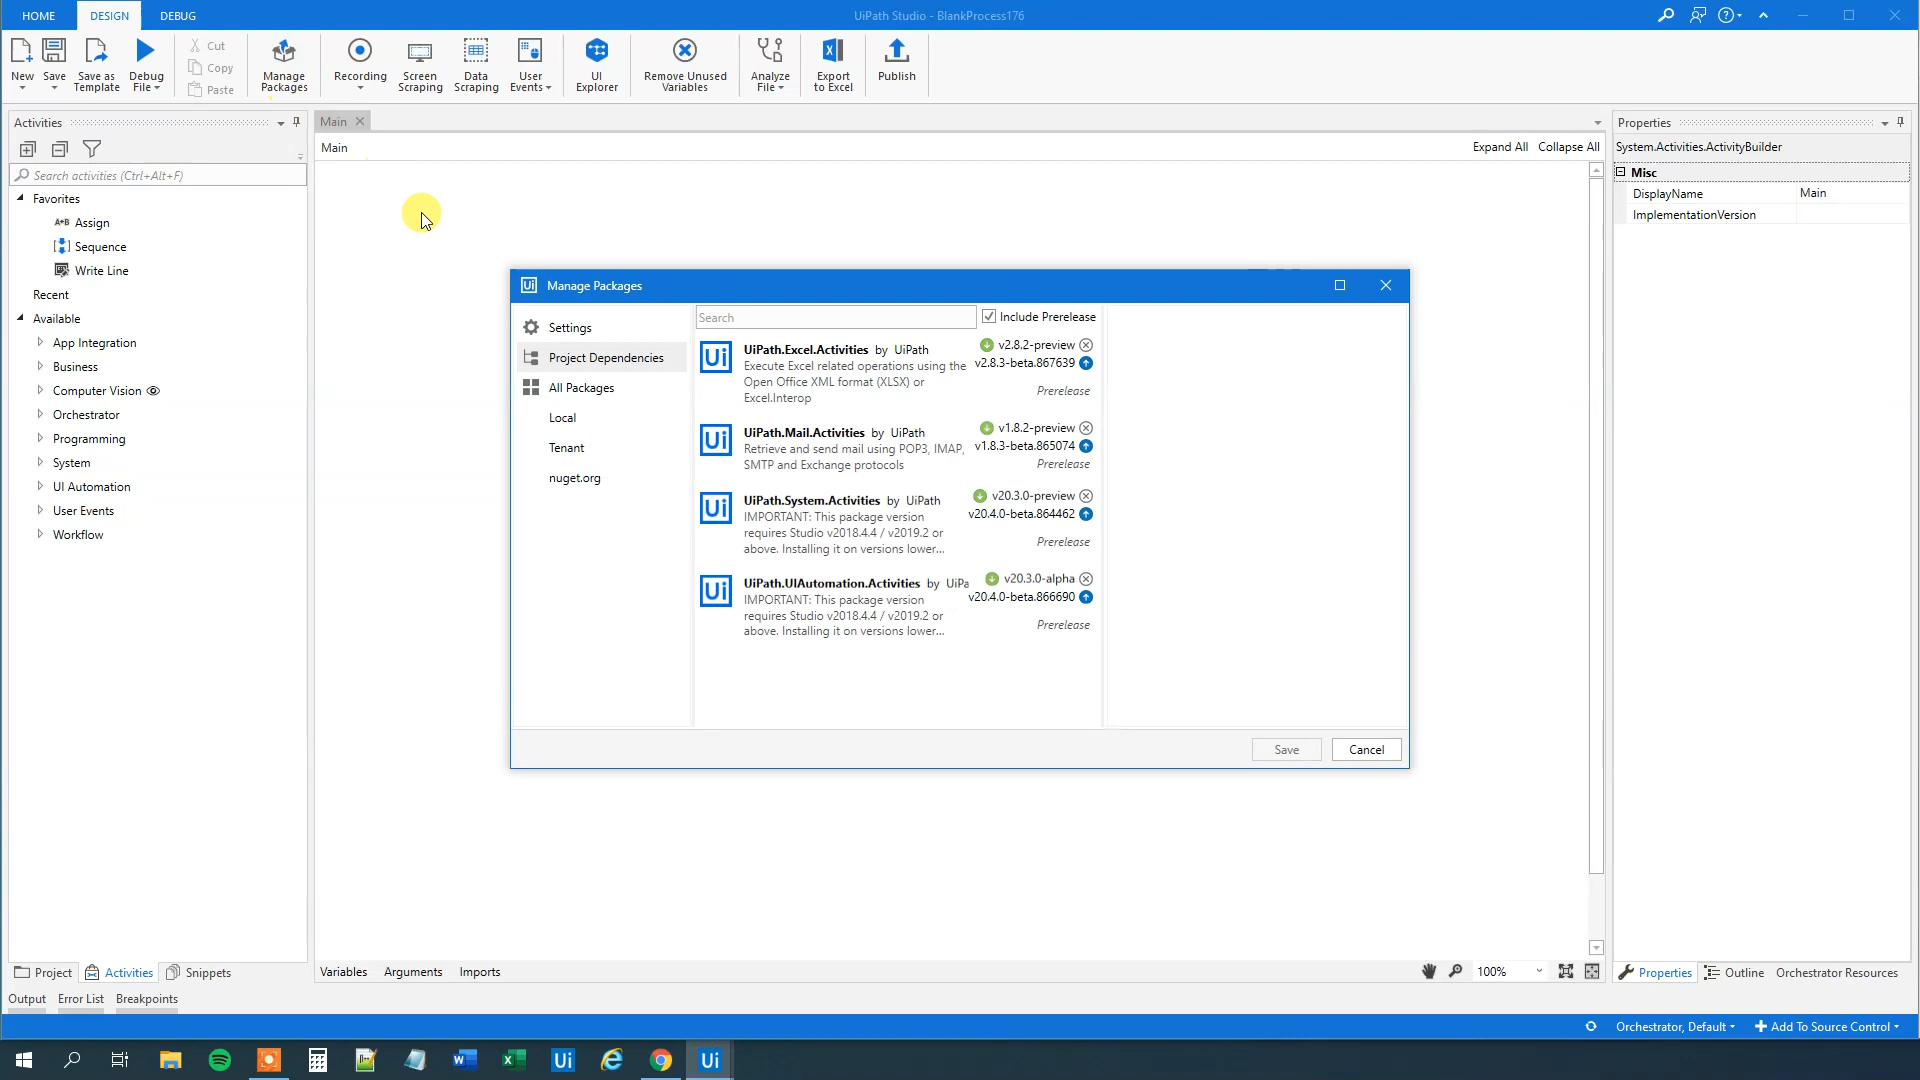 HOME DESIGN DEBUG
UiPath Studio - BlankProcess176
New
Save
Save as
Template
Debug
File
Cut
Copy
Paste
Manage
Packages
Recording
Screen
Scraping
Data
Scraping
User
Events
UI
Explorer
Remove Unused
Variables
Analyze
File
Export
to Excel
Publish
Activities
Search activities (Ctrl+Alt+F)
Favorites
A+B Assign
Sequence
Write Line
Recent
Available
App Integration
Business
Computer Vision
Orchestrator
Programming
System
UI Automation
User Events
Workflow
Project Activities Snippets
Main
Main
Expand All Collapse All
Ui Manage Packages
Settings
Project Dependencies
All Packages
Local
Tenant
nuget.org
Search
Include Prerelease
Ui
UiPath.Excel.Activities by UiPath
Execute Excel related operations using the
Open Office XML format (XLSX) or
Excel.Interop
v2.8.2-preview
v2.8.3-beta.867639
Prerelease
Ui
UiPath.Mail.Activities by UiPath
Retrieve and send mail using POP3, IMAP,
SMTP and Exchange protocols
v1.8.2-preview
v1.8.3-beta.865074
Prerelease
Ui
UiPath.System.Activities by UiPath
IMPORTANT: This package version
requires Studio v2018.4.4 / v2019.2 or
above. Installing it on versions lower...
v20.3.0-preview
v20.4.0-beta.864462
Prerelease
Ui
UiPath.UIAutomation.Activities by UiPa
IMPORTANT: This package version
requires Studio v2018.4.4 / v2019.2 or
above. Installing it on versions lower...
v20.3.0-alpha
v20.4.0-beta.866690
Prerelease
Save Cancel
Variables Arguments Imports
100%
Properties
System.Activities.ActivityBuilder
Misc
DisplayName Main
ImplementationVersion
Properties Outline Orchestrator Resources
Output Error List Breakpoints
Orchestrator, Default Add To Source Control
Ui
Ui